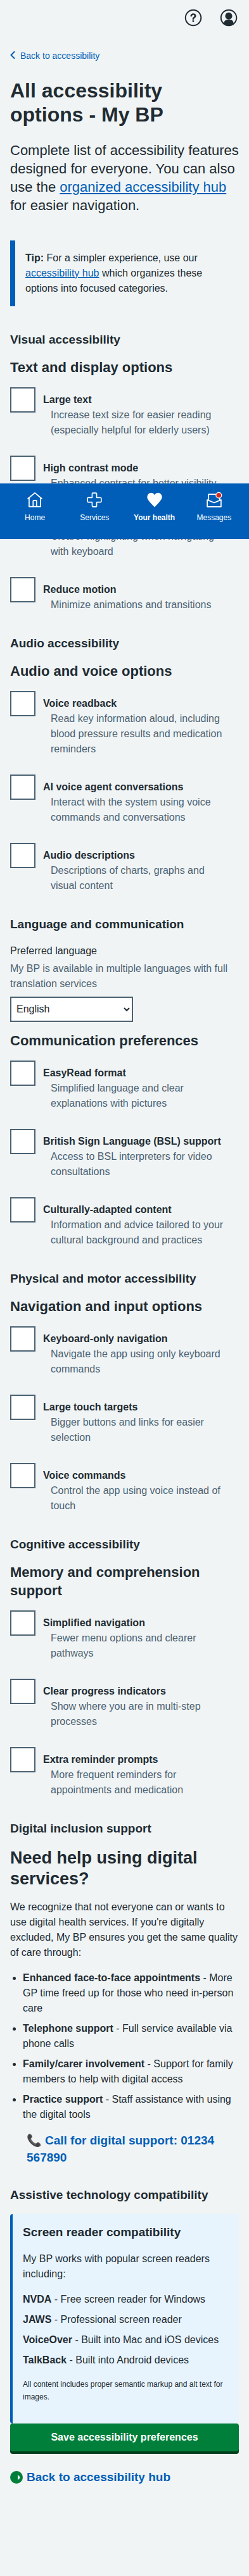 Back to accessibility
All accessibility
options - My BP
Complete list of accessibility features
designed for everyone. You can also
use the organized accessibility hub
for easier navigation.
Tip: For a simpler experience, use our
accessibility hub which organizes these
options into focused categories.
Visual accessibility
Text and display options
Large text
Increase text size for easier reading
(especially helpful for elderly users)
High contrast mode
Home
Services
Your health
Messages
with keyboard
Reduce motion
Minimize animations and transitions
Audio accessibility
Audio and voice options
Voice readback
Read key information aloud, including
blood pressure results and medication
reminders
AI voice agent conversations
Interact with the system using voice
commands and conversations
Audio descriptions
Descriptions of charts, graphs and
visual content
Language and communication
Preferred language
My BP is available in multiple languages with full
translation services
English
Communication preferences
EasyRead format
Simplified language and clear
explanations with pictures
British Sign Language (BSL) support
Access to BSL interpreters for video
consultations
Culturally-adapted content
Information and advice tailored to your
cultural background and practices
Physical and motor accessibility
Navigation and input options
Keyboard-only navigation
Navigate the app using only keyboard
commands
Large touch targets
Bigger buttons and links for easier
selection
Voice commands
Control the app using voice instead of
touch
Cognitive accessibility
Memory and comprehension
support
Simplified navigation
Fewer menu options and clearer
pathways
Clear progress indicators
Show where you are in multi-step
processes
Extra reminder prompts
More frequent reminders for
appointments and medication
Digital inclusion support
Need help using digital
services?
We recognize that not everyone can or wants to
use digital health services. If you're digitally
excluded, My BP ensures you get the same quality
of care through:
Enhanced face-to-face appointments - More
GP time freed up for those who need in-person
care
Telephone support - Full service available via
phone calls
Family/carer involvement - Support for family
members to help with digital access
Practice support - Staff assistance with using
the digital tools
Call for digital support: 01234
567890
Assistive technology compatibility
Screen reader compatibility
My BP works with popular screen readers
including:
NVDA - Free screen reader for Windows
JAWS - Professional screen reader
VoiceOver - Built into Mac and iOS devices
TalkBack - Built into Android devices
All content includes proper semantic markup and alt text for
images.
Save accessibility preferences
Back to accessibility hub